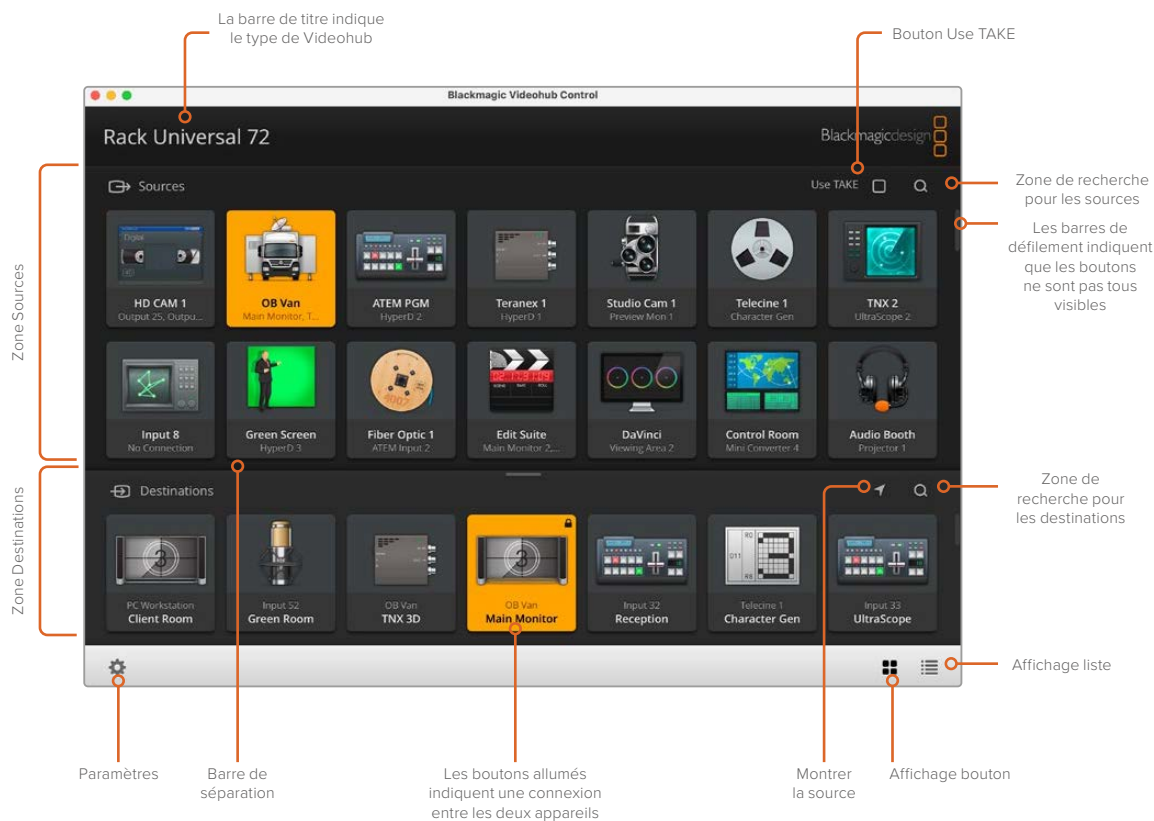 La barre de titre indique
le type de Videohub
Bouton Use TAKE
Blackmagic Videohub Control
Rack Universal 72
Blackmagicdesign
Zone Sources
Sources
Use TAKE
Zone de recherche
pour les sources
Les barres de
défilement indiquent
que les boutons
ne sont pas tous
visibles
Digital
HD CAM 1
Output 25, Outpu...
OB Van
Main Monitor, T...
ATEM PGM
HyperD 2
Teranex 1
HyperD 1
Studio Cam 1
Preview Mon 1
Telecine 1
Character Gen
TNX 2
UltraScope 2
Input 8
No Connection
Green Screen
HyperD 3
Fiber Optic 1
ATEM Input 2
Edit Suite
Main Monitor 2,...
DaVinci
Viewing Area 2
Control Room
Mini Converter 4
Audio Booth
Projector 1
Zone Destinations
Destinations
Zone de
recherche pour
les destinations
3
3
R0
011
R8
PC Workstation
Client Room
Input 52
Green Room
OB Van
TNX 3D
OB Van
Main Monitor
Input 32
Reception
Telecine 1
Character Gen
Input 33
UltraScope
Affichage liste
Paramètres
Barre de
séparation
Les boutons allumés
indiquent une connexion
entre les deux appareils
Montrer
la source
Affichage bouton